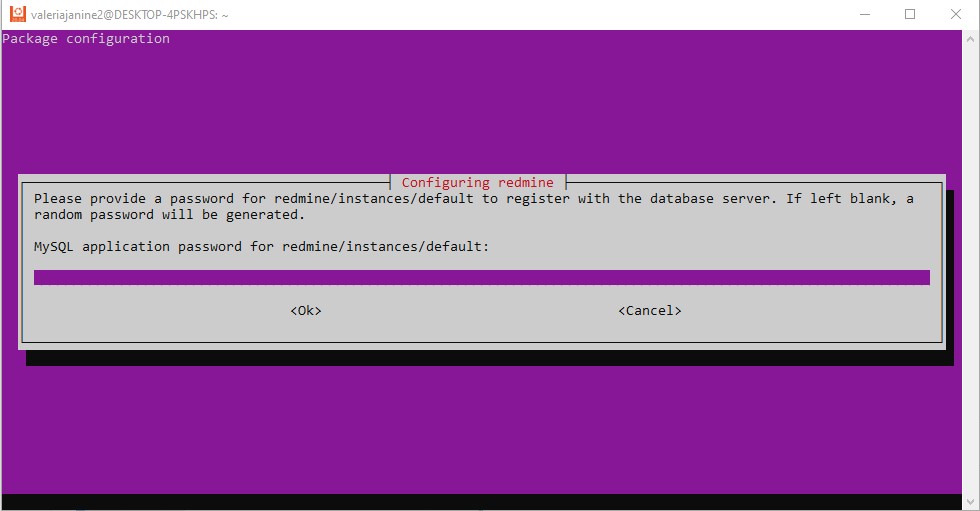 valeriajanine2@DESKTOP-4PSKHPS: ~
Package configuration
Configuring redmine
Please provide a password for redmine/instances/default to register with the database server. If left blank, a
random password will be generated.
MySQL application password for redmine/instances/default:
<Ok> <Cancel>